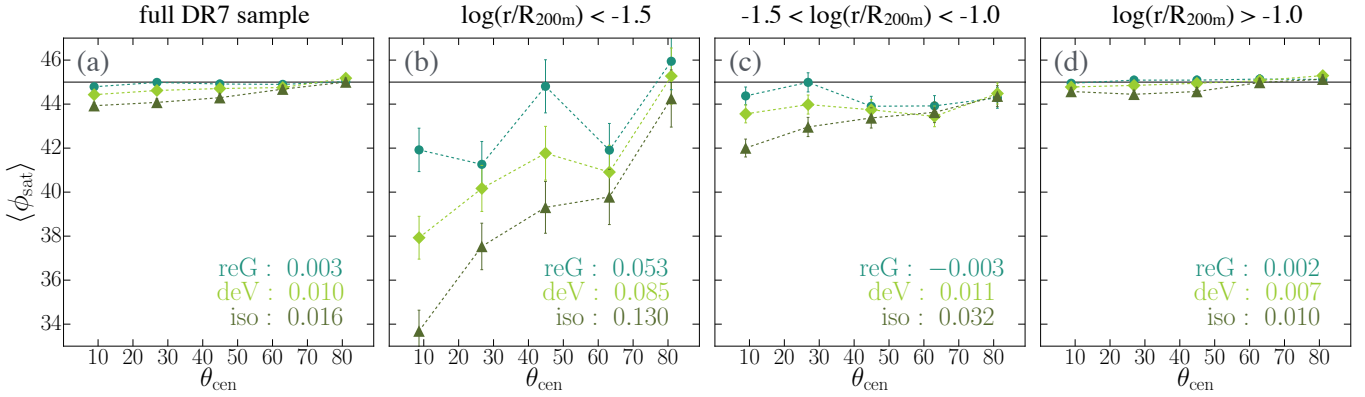 full DR7 sample
log(r/R200m) < -1.5
-1.5 < log(r/R200m) < -1.0
log(r/R200m) > -1.0
(a)
(b)
(c)
(d)
46
44
42
40
38
36
34
⟨ϕsat⟩
reG : 0.003
deV : 0.010
iso : 0.016
reG : 0.053
deV : 0.085
iso : 0.130
reG : −0.003
deV : 0.011
iso : 0.032
reG : 0.002
deV : 0.007
iso : 0.010
10 20 30 40 50 60 70 80
10 20 30 40 50 60 70 80
10 20 30 40 50 60 70 80
10 20 30 40 50 60 70 80
θcen
θcen
θcen
θcen